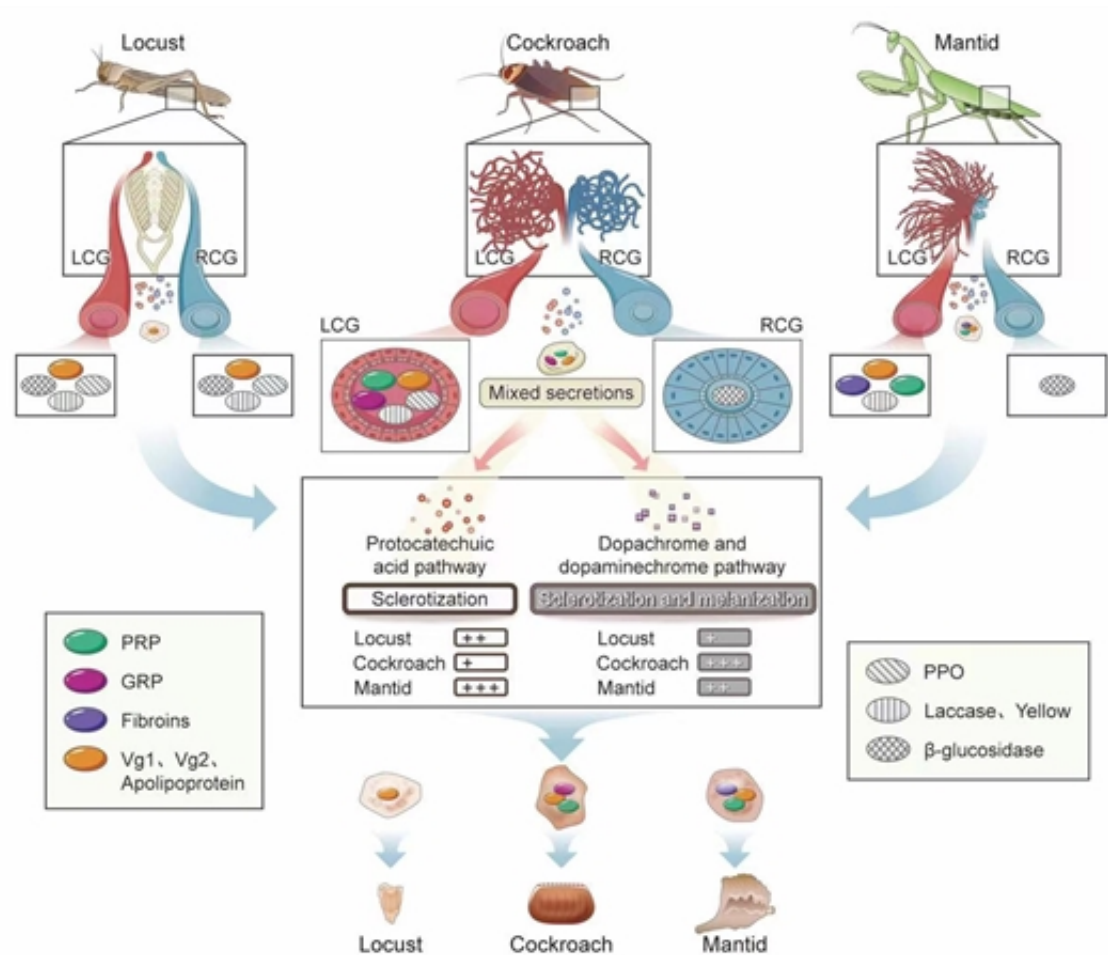 Locust
Cockroach
Mantid
LCG
RCG
LCG
RCG
LCG
RCG
LCG
RCG
Mixed secretions
Protocatechuic
acid pathway
Dopachrome and
dopaminechrome pathway
Sclerotization
Sclerotization and melanization
Locust
++
Locust
+
Cockroach
+
Cockroach
+++
Mantid
+++
Mantid
++
PRP
GRP
Fibroins
Vg1、Vg2、
Apolipoprotein
PPO
Laccase、Yellow
β-glucosidase
Locust
Cockroach
Mantid